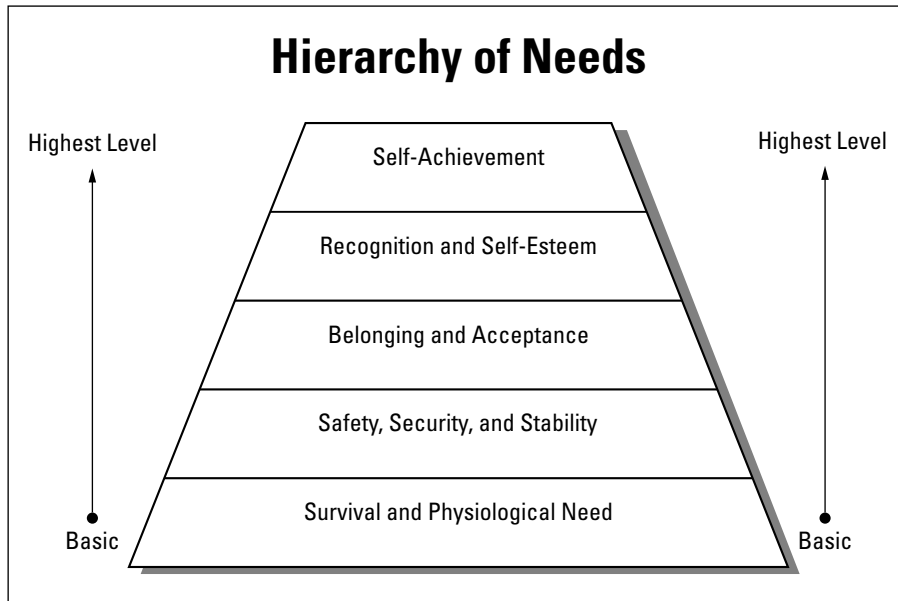 Hierarchy of Needs
Highest Level
Highest Level
Self-Achievement
Recognition and Self-Esteem
Belonging and Acceptance
Safety, Security, and Stability
Survival and Physiological Need
Basic
Basic